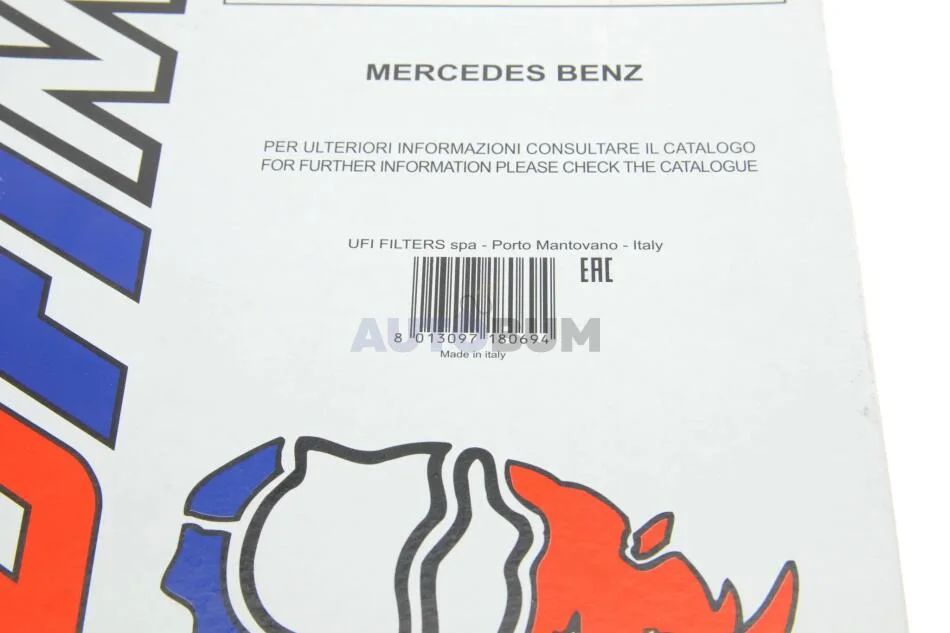 MERCEDES BENZ
PER ULTERIORI INFORMAZIONI CONSULTARE IL CATALOGO
FOR FURTHER INFORMATION PLEASE CHECK THE CATALOGUE
UFI FILTERS spa - Porto Mantovano - Italy
EAC
8 013097 180694
AUTOBUM
Made in italy